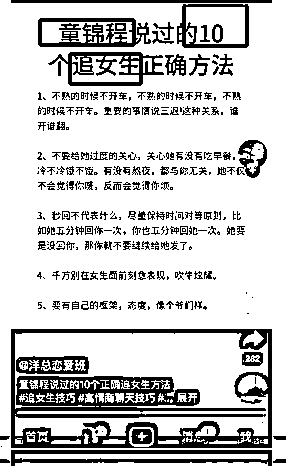 童锦程说过的10
个追女生正确方法
1、不熟的时候不开车，不熟的时候不开车，不熟
的时候不开车。重要的事情说三遍!这种关系，谁
开谁翻。
2、不要给她过度的关心，关心她有没有吃早餐，
冷不冷饿不饿。有没有熬夜，都与你无关，她不仅
不会觉得你暖，反而会觉得你烦。
3、秒回不代表什么，尽量保持时间对等原则，比
如她五分钟回你一次，你也五分钟回她一次。她要
是没回你，那你就不要继续给她发了。
4、千万别在女生面前刻意表现，吹牛炫耀。
5、要有自己的框架，态度，像个爷们样。
262
@洋总恋爱班
童锦程说过的10个正确追女生方法
#追女生技巧 #高情商聊天技巧 #... 展开
首页
消息
我